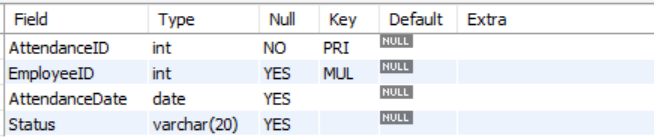 Field Type Null Key Default Extra
AttendanceID int NO PRI NULL
EmployeeID int YES MUL NULL
AttendanceDate date YES NULL
Status varchar(20) YES NULL